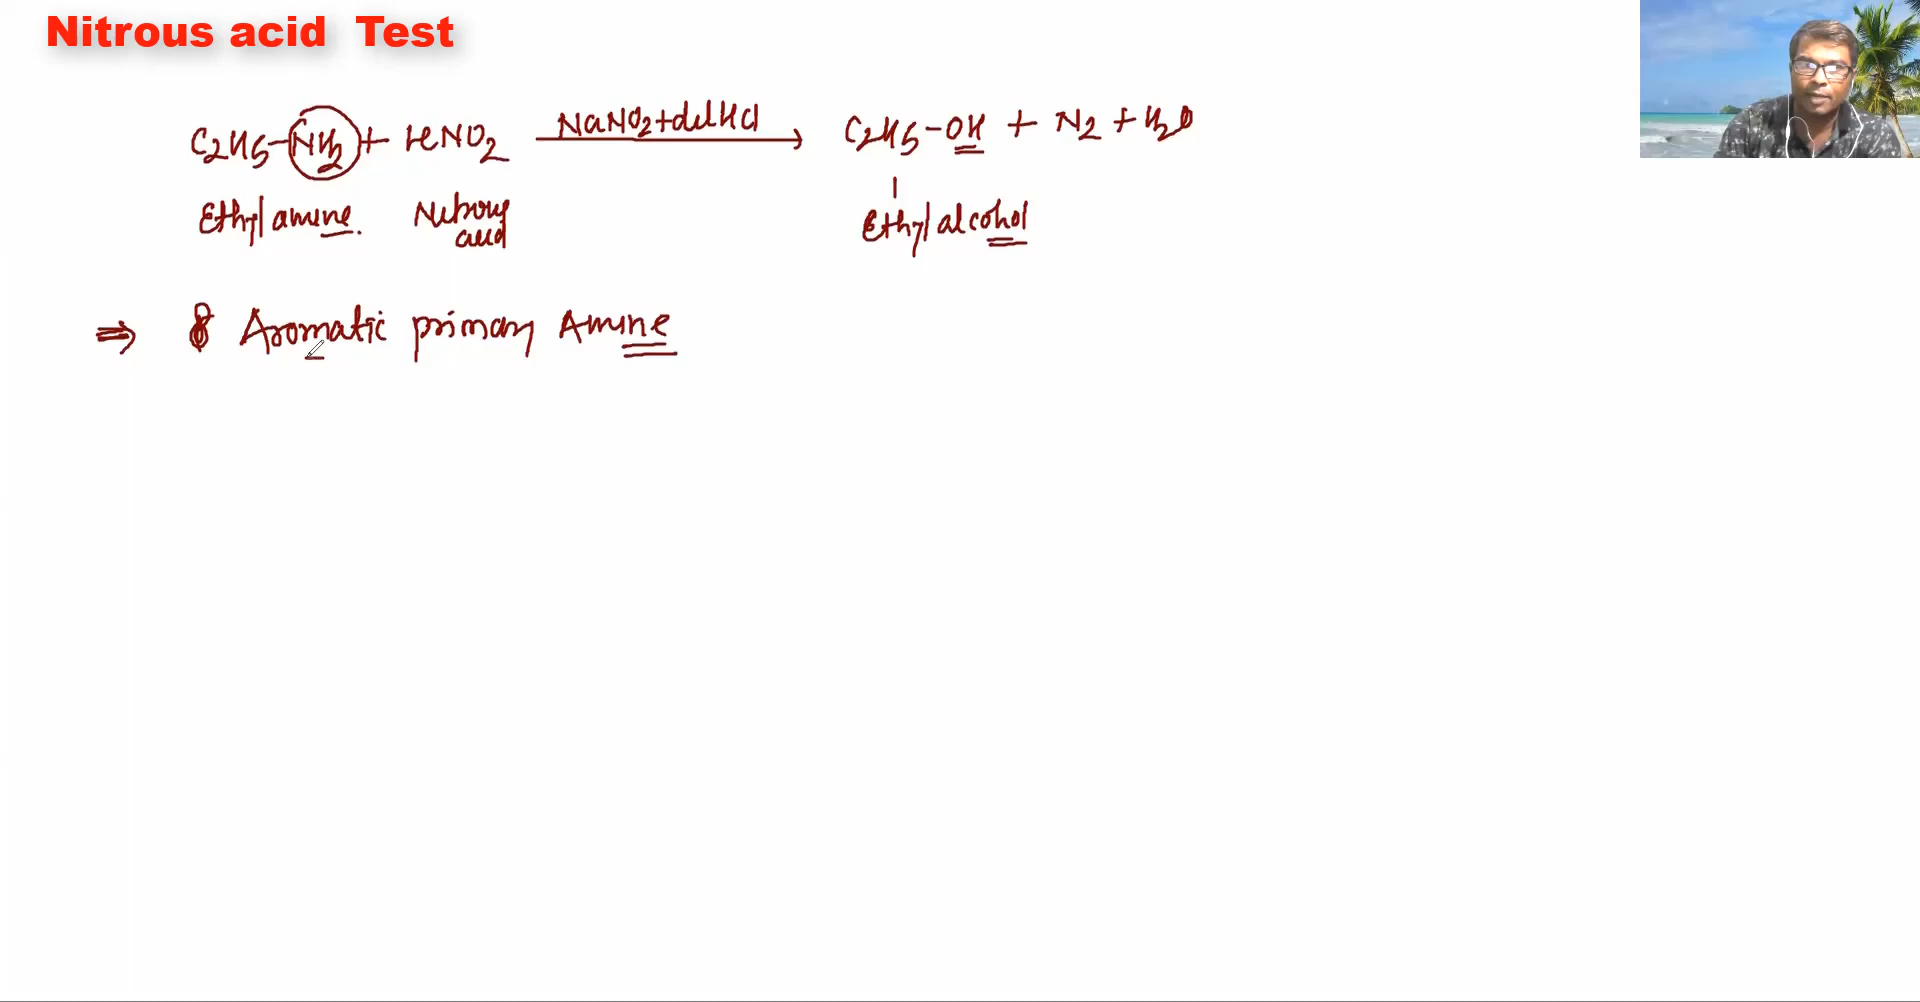 Nitrous acid Test
C2H5-NH2 + HNO2 NaNO2+dil HCl C2H5-OH + N2 + H2O
Ethyl amine. Nitrous acid Ethyl alcohol
⇒ Aromatic primary Amine